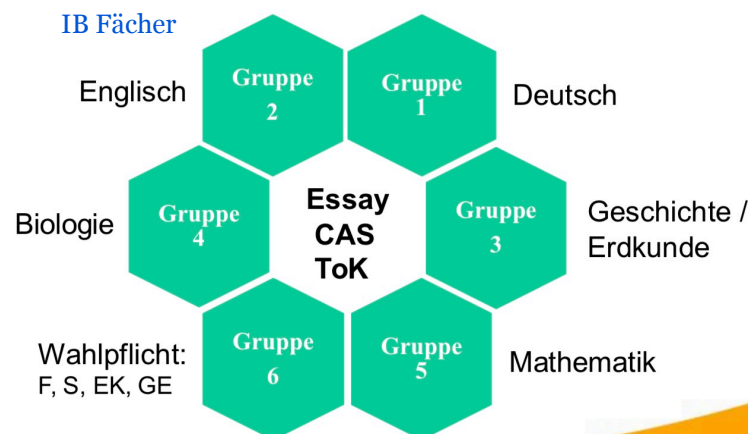 IB Fächer
Englisch
Gruppe
2
Gruppe
1
Deutsch
Biologie
Gruppe
4
Essay
CAS
ToK
Gruppe
3
Geschichte /
Erdkunde
Wahlpflicht:
F, S, EK, GE
Gruppe
6
Gruppe
5
Mathematik